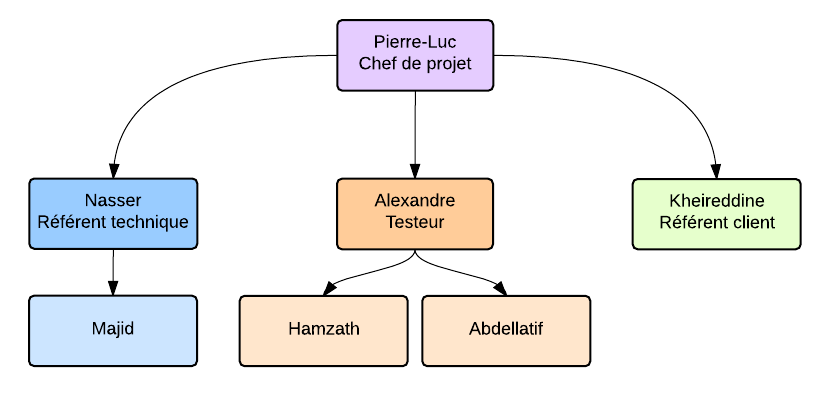 Pierre-Luc
Chef de projet
Nasser
Référent technique
Alexandre
Testeur
Kheireddine
Référent client
Majid
Hamzath
Abdellatif